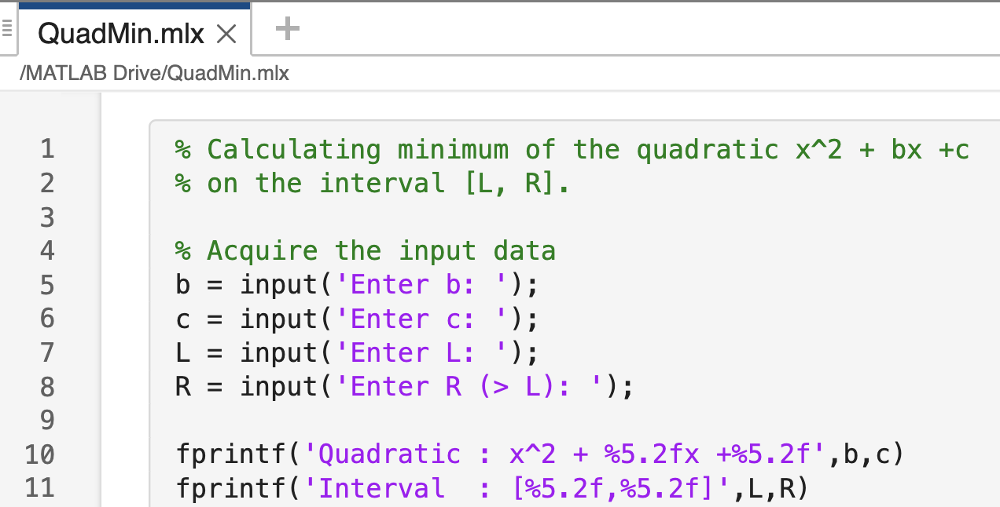 QuadMin.mlx
/MATLAB Drive/QuadMin.mlx
1 % Calculating minimum of the quadratic x^2 + bx +c
2 % on the interval [L, R].
3
4 % Acquire the input data
5 b = input('Enter b: ');
6 c = input('Enter c: ');
7 L = input('Enter L: ');
8 R = input('Enter R (> L): ');
9
10 fprintf('Quadratic : x^2 + %5.2fx +%5.2f',b,c)
11 fprintf('Interval  : [%5.2f,%5.2f]',L,R)